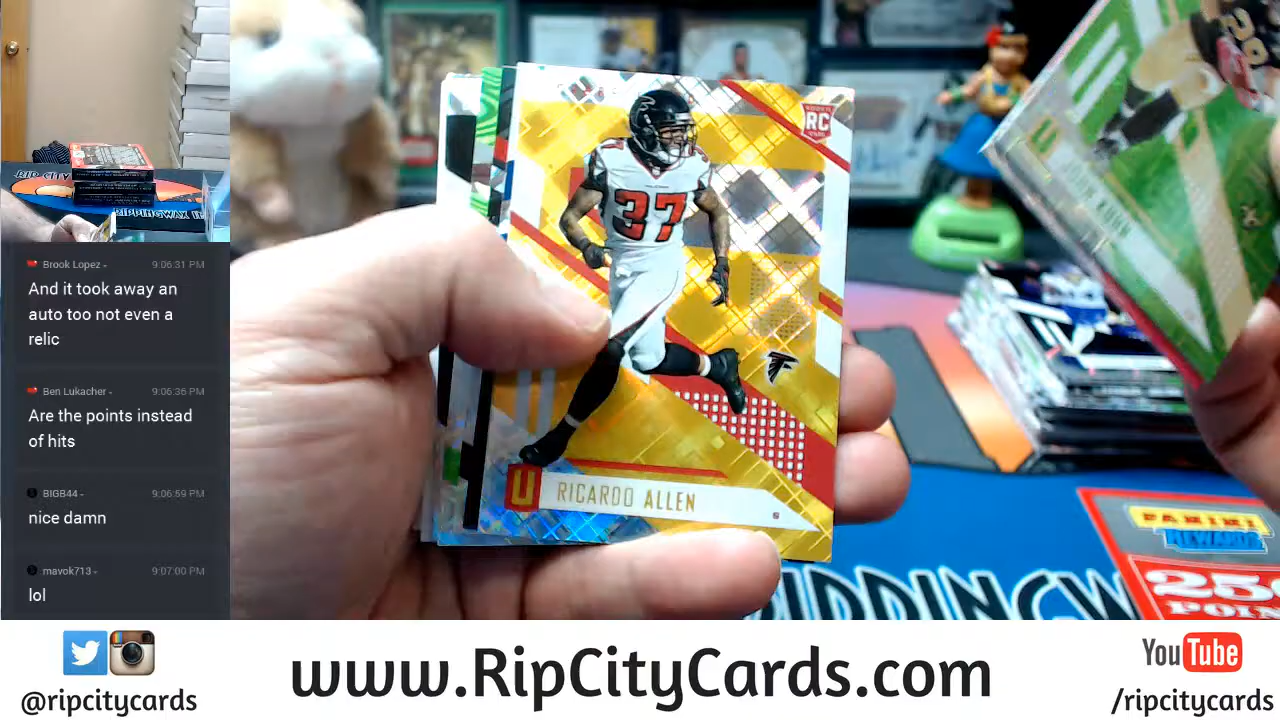 RIPPINGWAX
Brook Lopez -
9:06:31 PM
And it took away an
auto too not even a
relic
Ben Lukacher -
9:06:36 PM
Are the points instead
of hits
BIGB44 -
9:06:59 PM
nice damn
mavok713 -
9:07:00 PM
lol
RC
37
U
RICARDO ALLEN
PANINI
REWARDS
RIPPINGW
@ripcitycards
www.RipCityCards.com
YouTube
/ripcitycards